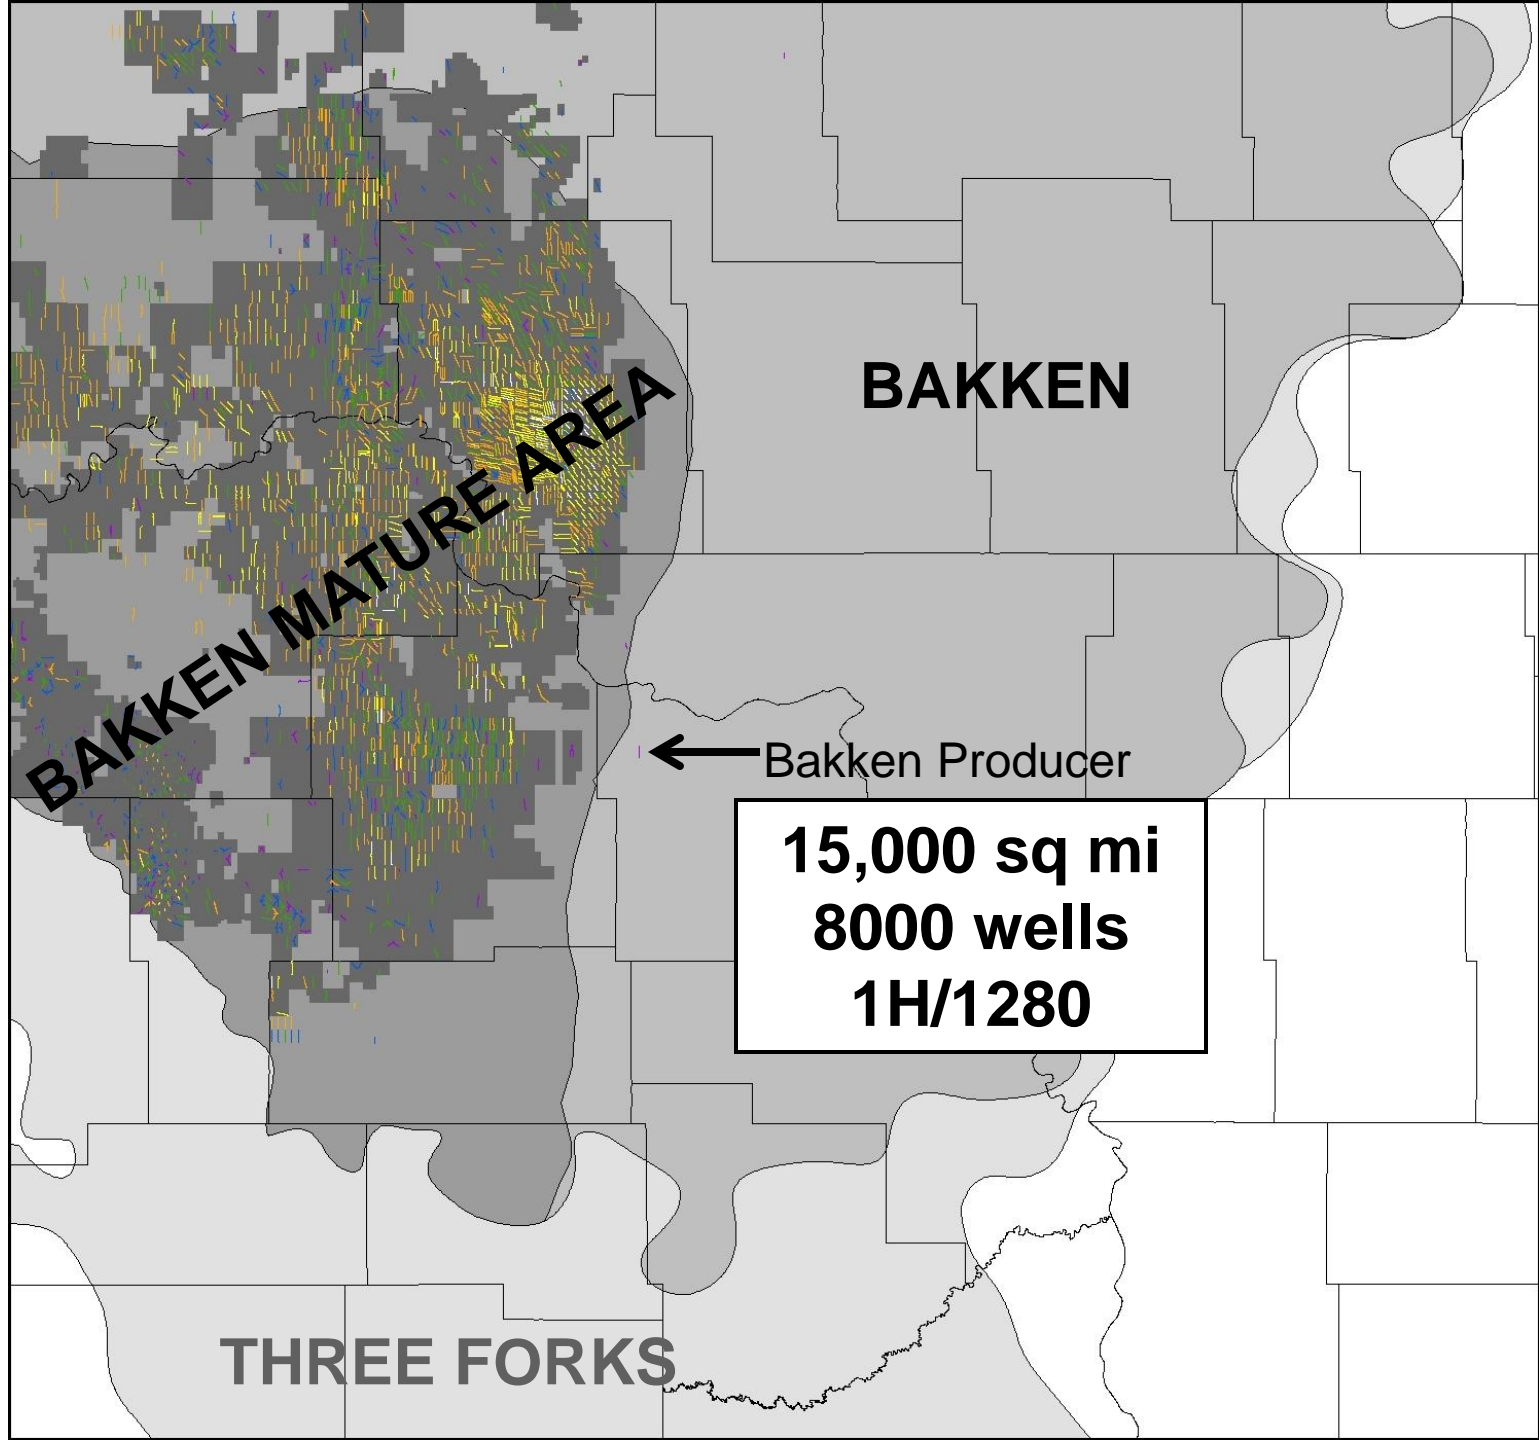 BAKKEN
BAKKEN MATURE AREA
Bakken Producer
15,000 sq mi
8000 wells
1H/1280
THREE FORKS